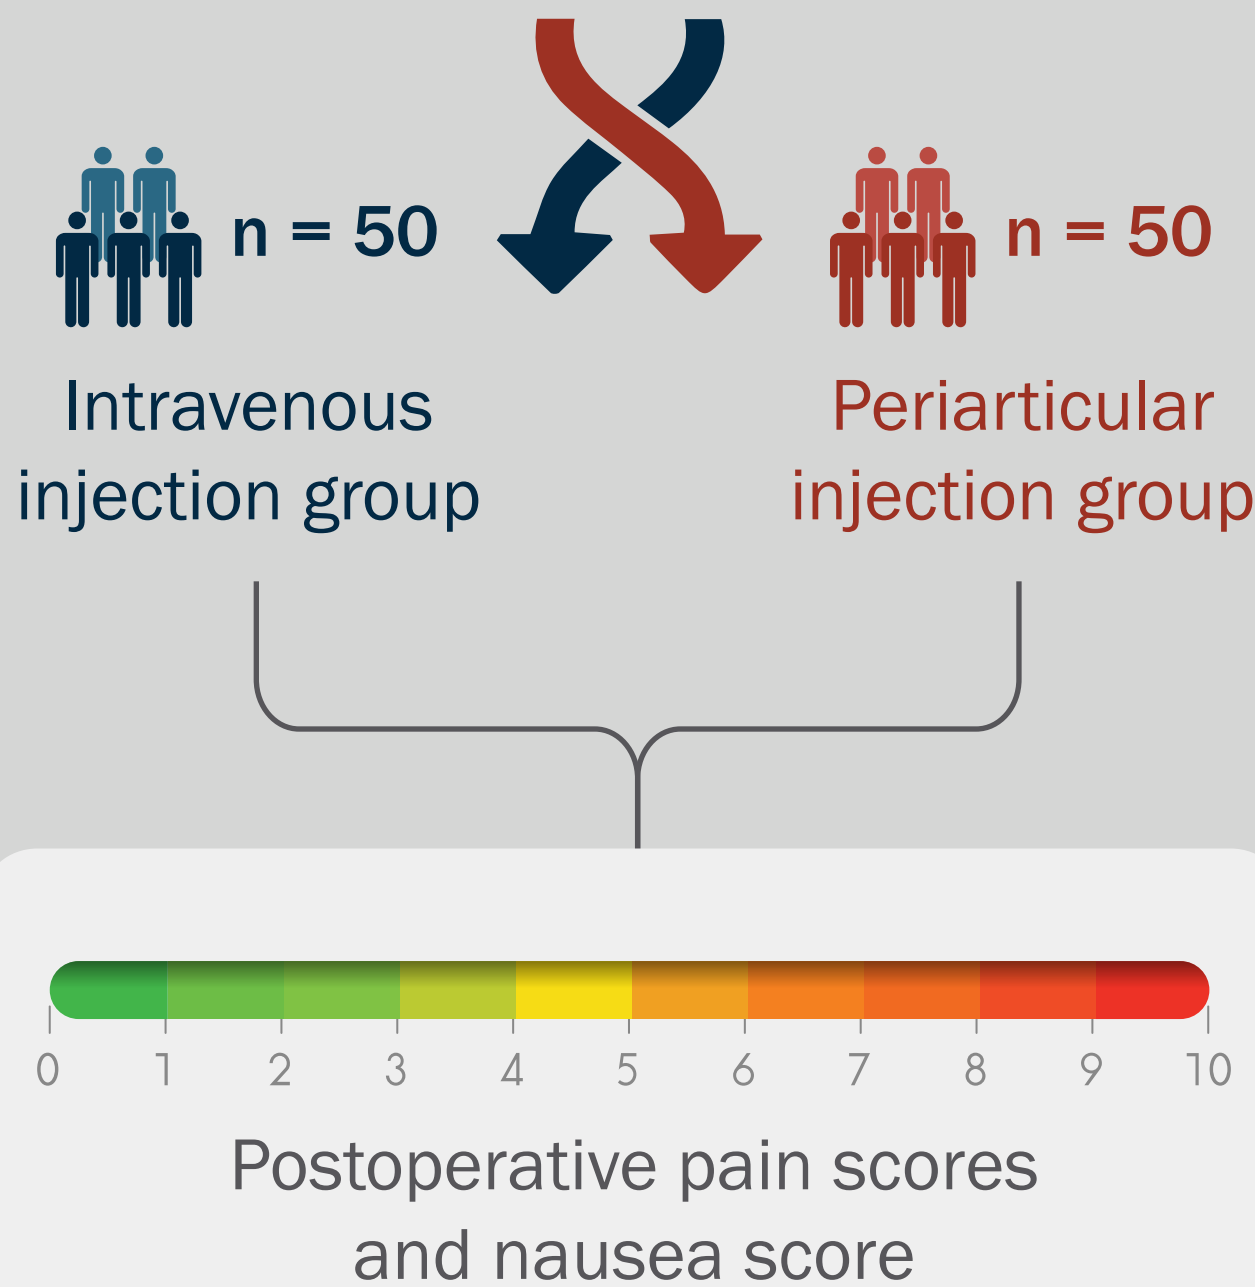 n = 50
n = 50
Intravenous
injection group
Periarticular
injection group
0 1 2 3 4 5 6 7 8 9 10
Postoperative pain scores
and nausea score